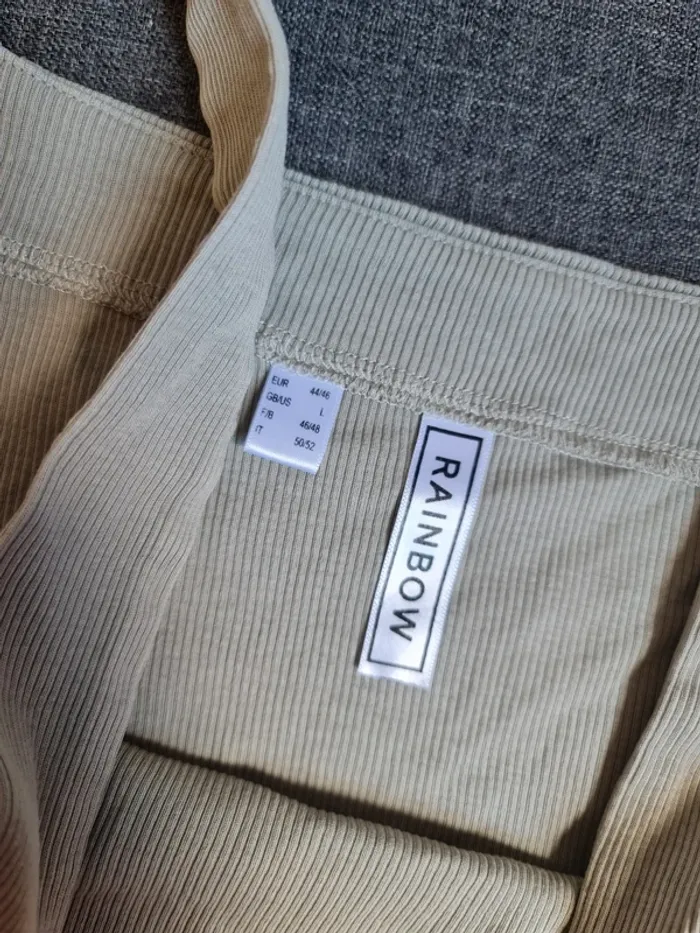 EUR 44/46
GB/US L
F/B 46/48
IT 50/52
RAINBOW